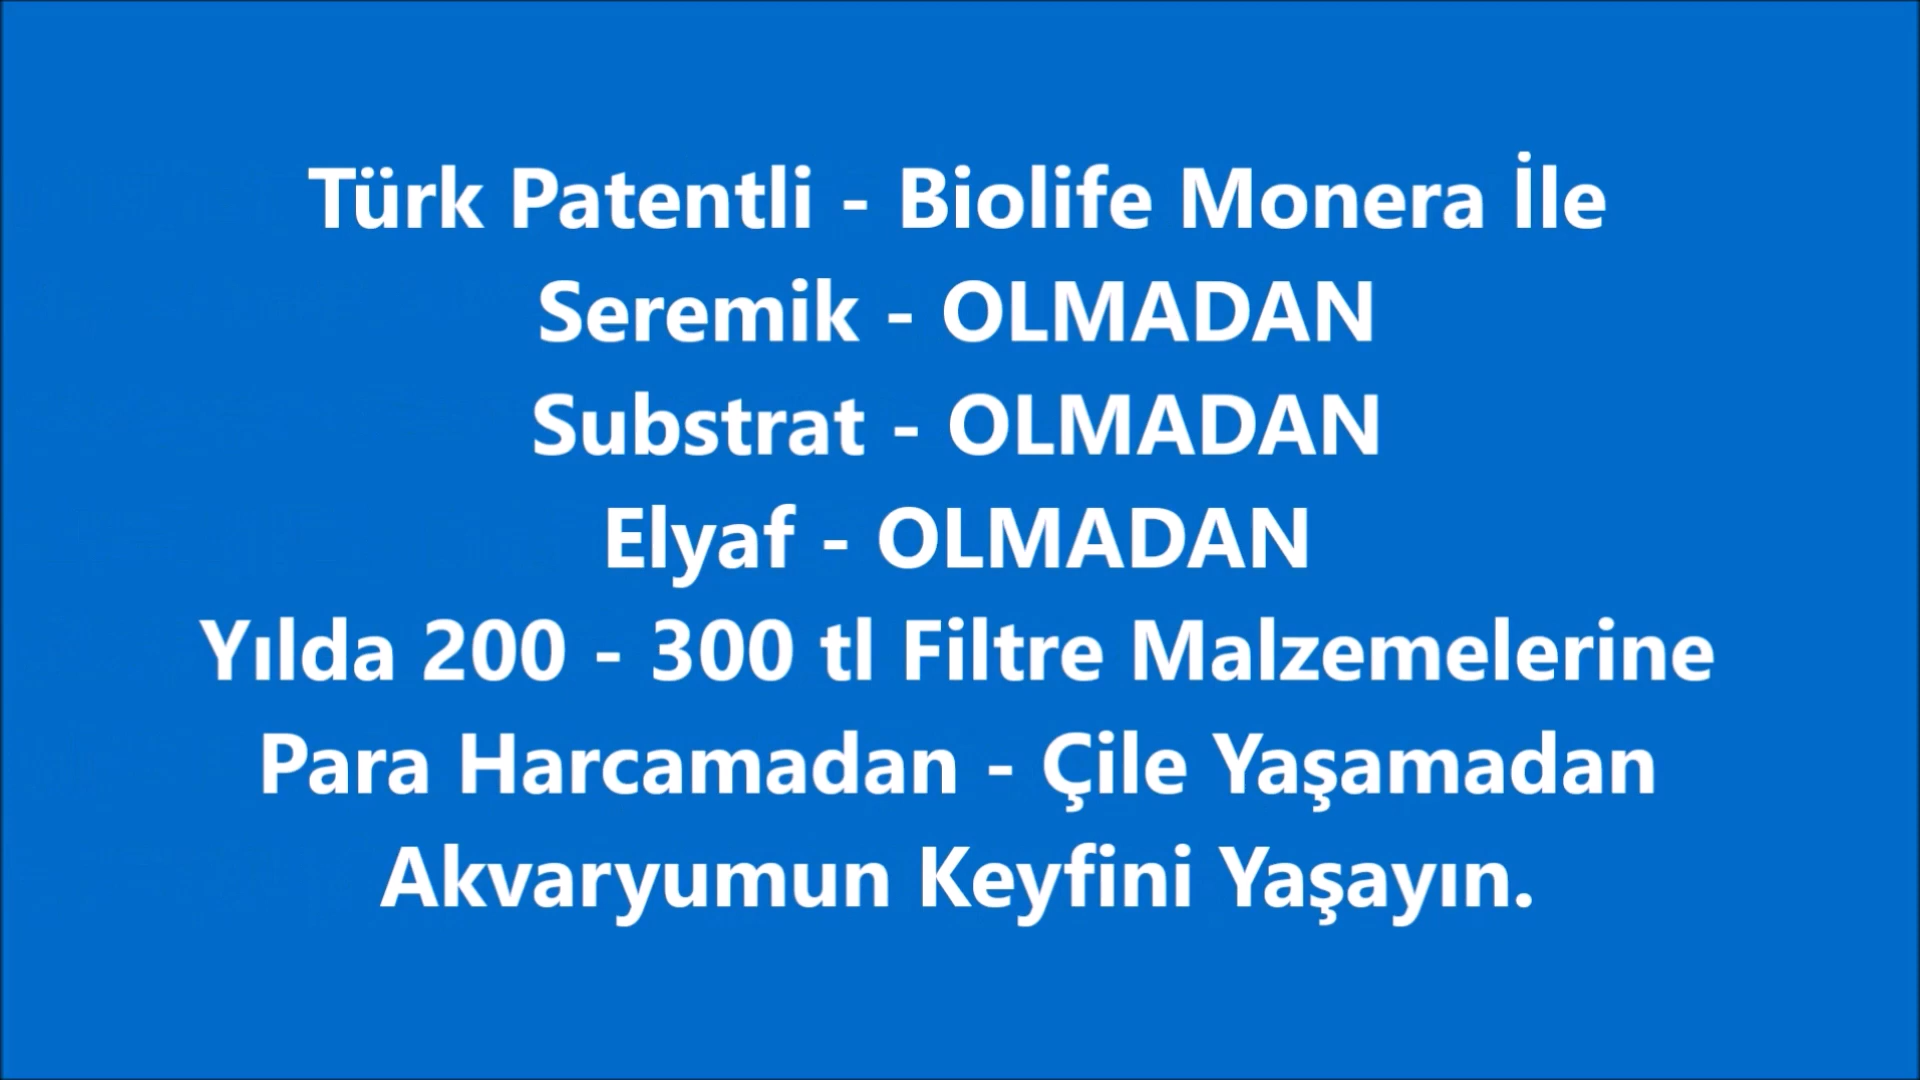 Türk Patentli - Biolife Monera İle
Seremik - OLMADAN
Substrat - OLMADAN
Elyaf - OLMADAN
Yılda 200 - 300 tl Filtre Malzemelerine
Para Harcamadan - Çile Yaşamadan
Akvaryumun Keyfini Yaşayın.